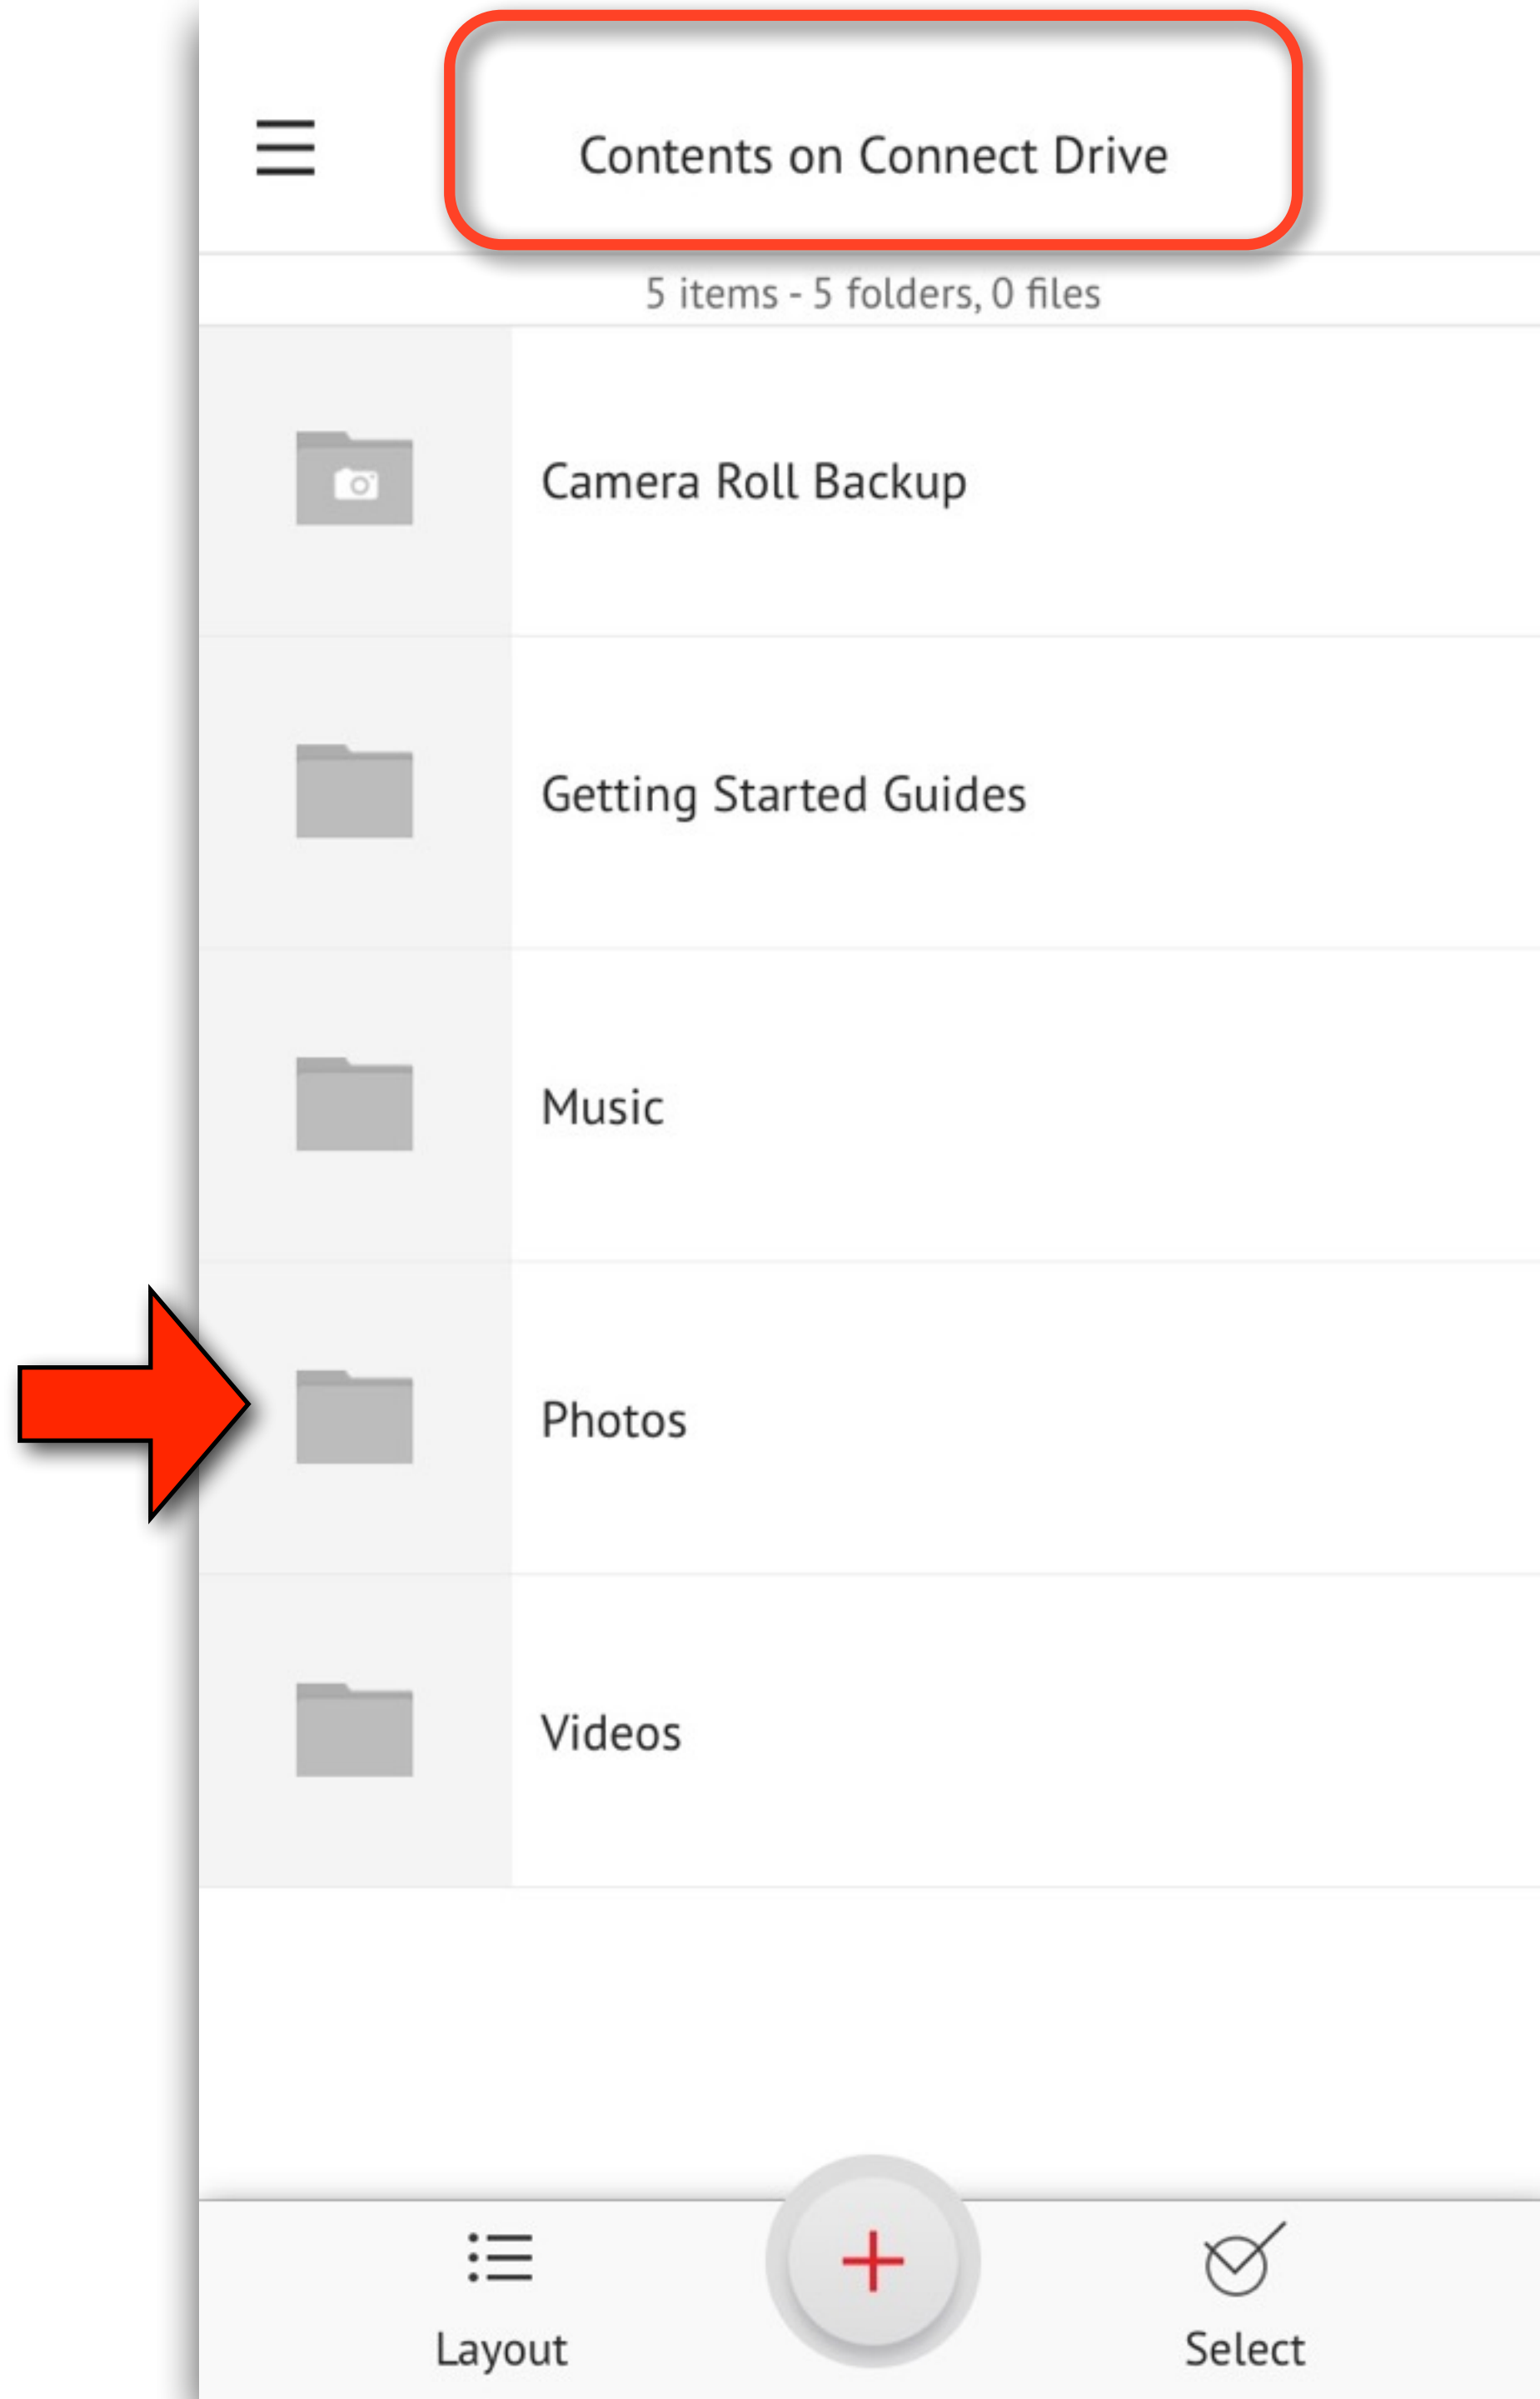 Contents on Connect Drive
5 items - 5 folders, 0 files
Camera Roll Backup
Getting Started Guides
Music
Photos
Videos
Layout
Select